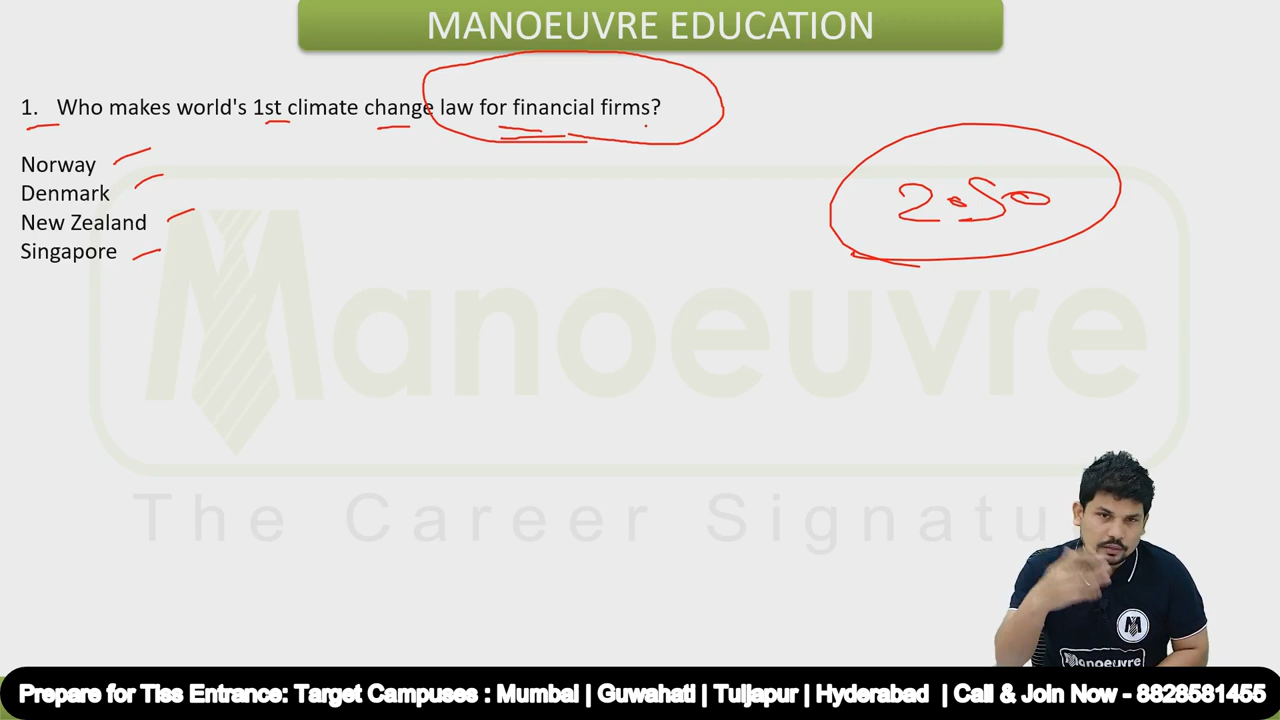 MANOEUVRE EDUCATION
1. Who makes world's 1st climate change law for financial firms?
Norway
Denmark
New Zealand
Singapore
2.50
Manoeuvre
The Career Signatu
M
Manoeuvre
Prepare for Tiss Entrance: Target Campuses : Mumbai | Guwahati | Tuljapur | Hyderabad | Call & Join Now - 8828581455